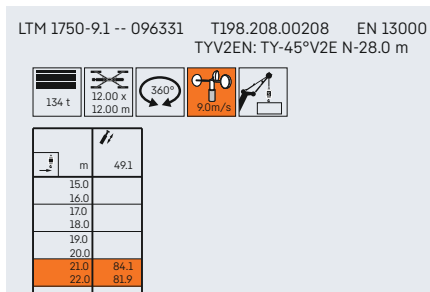 LTM 1750-9.1 -- 096331 T198.208.00208 EN 13000
TYV2EN: TY-45°V2E N-28.0 m
134 t
12.00 x
12.00 m
360°
9.0m/s
m 49.1
15.0
16.0
17.0
18.0
19.0
20.0
21.0 84.1
22.0 81.9